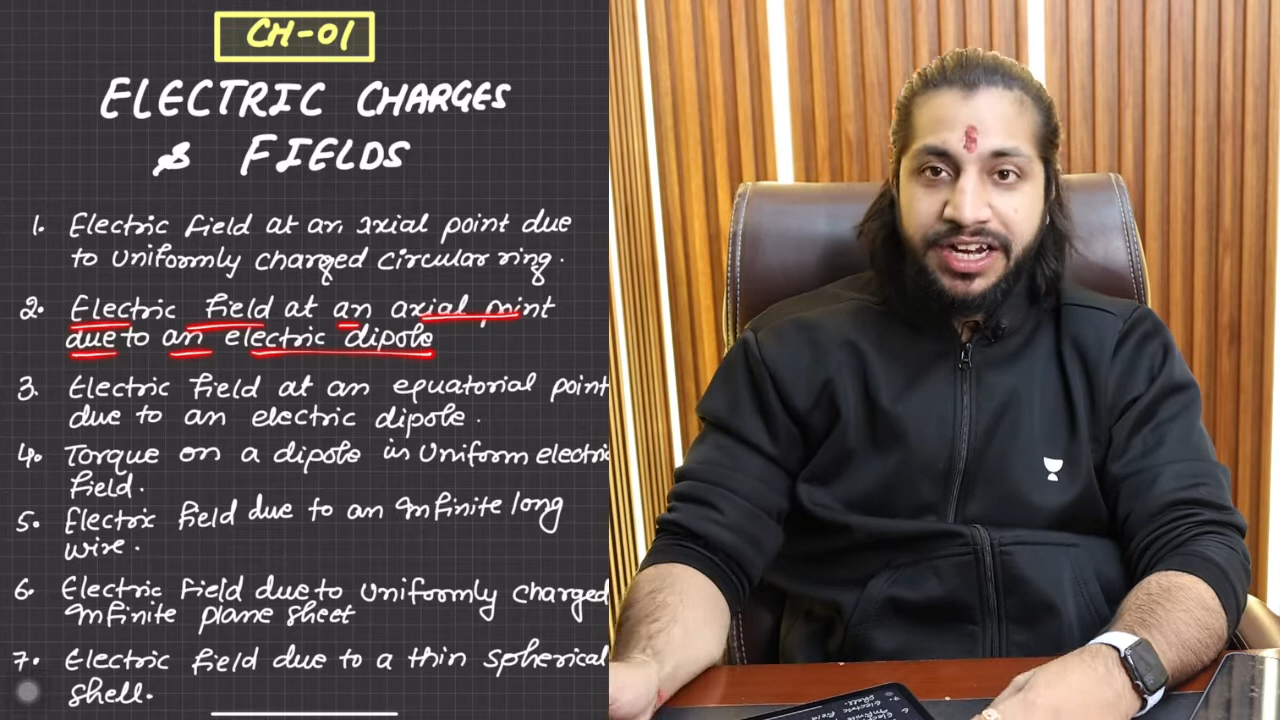 CH-01
ELECTRIC CHARGES
& FIELDS
1. Electric field at an axial point due
to uniformly charged circular ring.
2. Electric field at an axial point
due to an electric dipole
3. Electric field at an equatorial point
due to an electric dipole.
4. Torque on a dipole in Uniform electric
field.
5. Electric field due to an Infinite long
wire.
6. Electric field due to Uniformly charged
Infinite plane sheet
7. Electric field due to a thin spherical
shell.